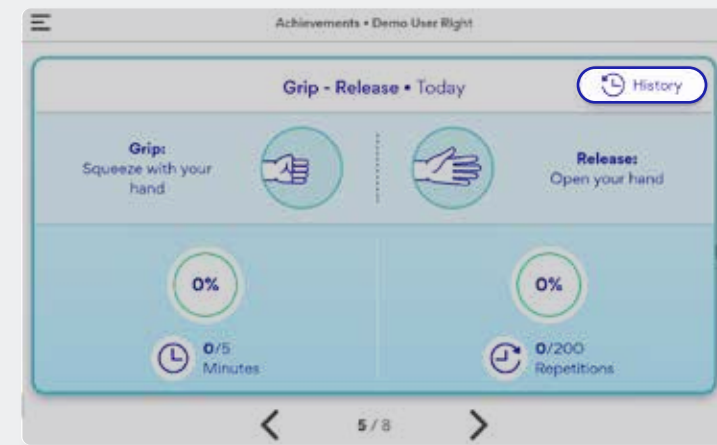 Achievements • Demo User Right
Grip - Release • Today
History
Grip:
Squeeze with your
hand
Release:
Open your hand
0%
0%
0/5
Minutes
0/200
Repetitions
5 / 8